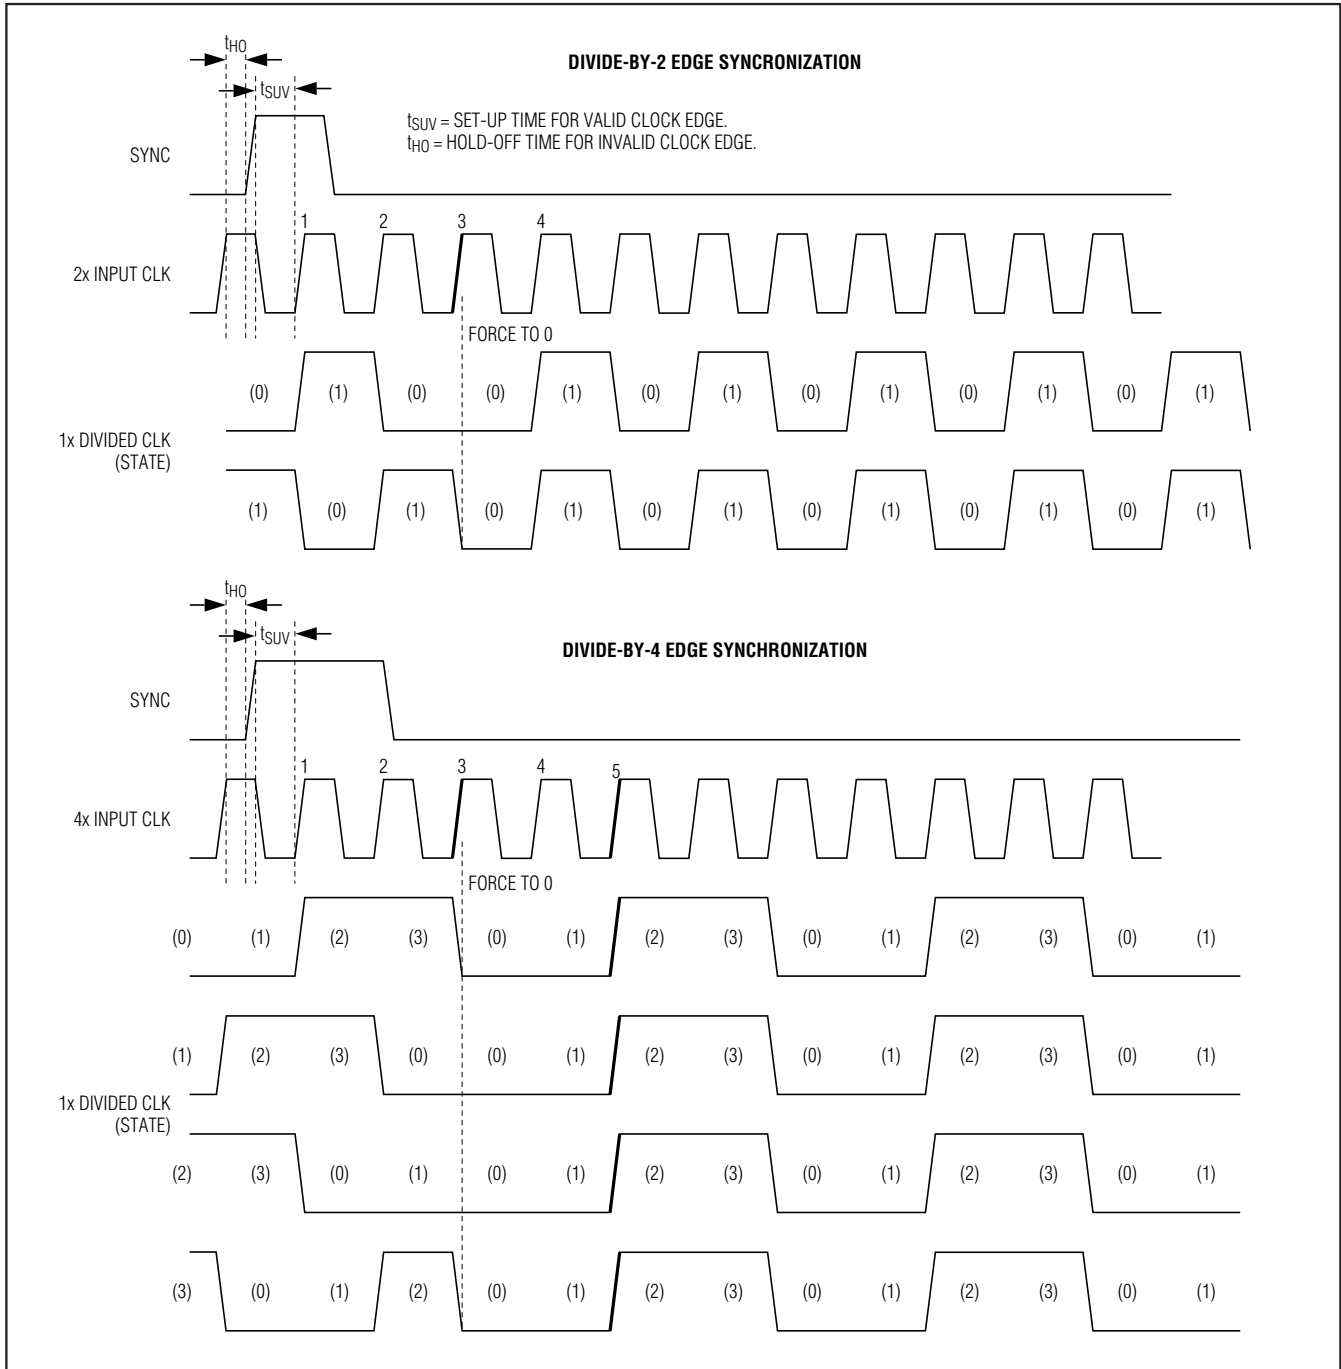 tHO
DIVIDE-BY-2 EDGE SYNCRONIZATION
tSUV
tSUV = SET-UP TIME FOR VALID CLOCK EDGE.
tHO = HOLD-OFF TIME FOR INVALID CLOCK EDGE.
SYNC
1 2 3 4
2x INPUT CLK
FORCE TO 0
(0) (1) (0) (0) (1) (0) (1) (0) (1) (0) (1) (0) (1)
1x DIVIDED CLK
(STATE)
(1) (0) (1) (0) (1) (0) (1) (0) (1) (0) (1) (0) (1)
tHO
tSUV
DIVIDE-BY-4 EDGE SYNCHRONIZATION
SYNC
1 2 3 4 5
4x INPUT CLK
FORCE TO 0
(0) (1) (2) (3) (0) (1) (2) (3) (0) (1) (2) (3) (0) (1)
(1) (2) (3) (0) (0) (1) (2) (3) (0) (1) (2) (3) (0) (1)
1x DIVIDED CLK
(STATE)
(2) (3) (0) (1) (0) (1) (2) (3) (0) (1) (2) (3) (0) (1)
(3) (0) (1) (2) (0) (1) (2) (3) (0) (1) (2) (3) (0) (1)